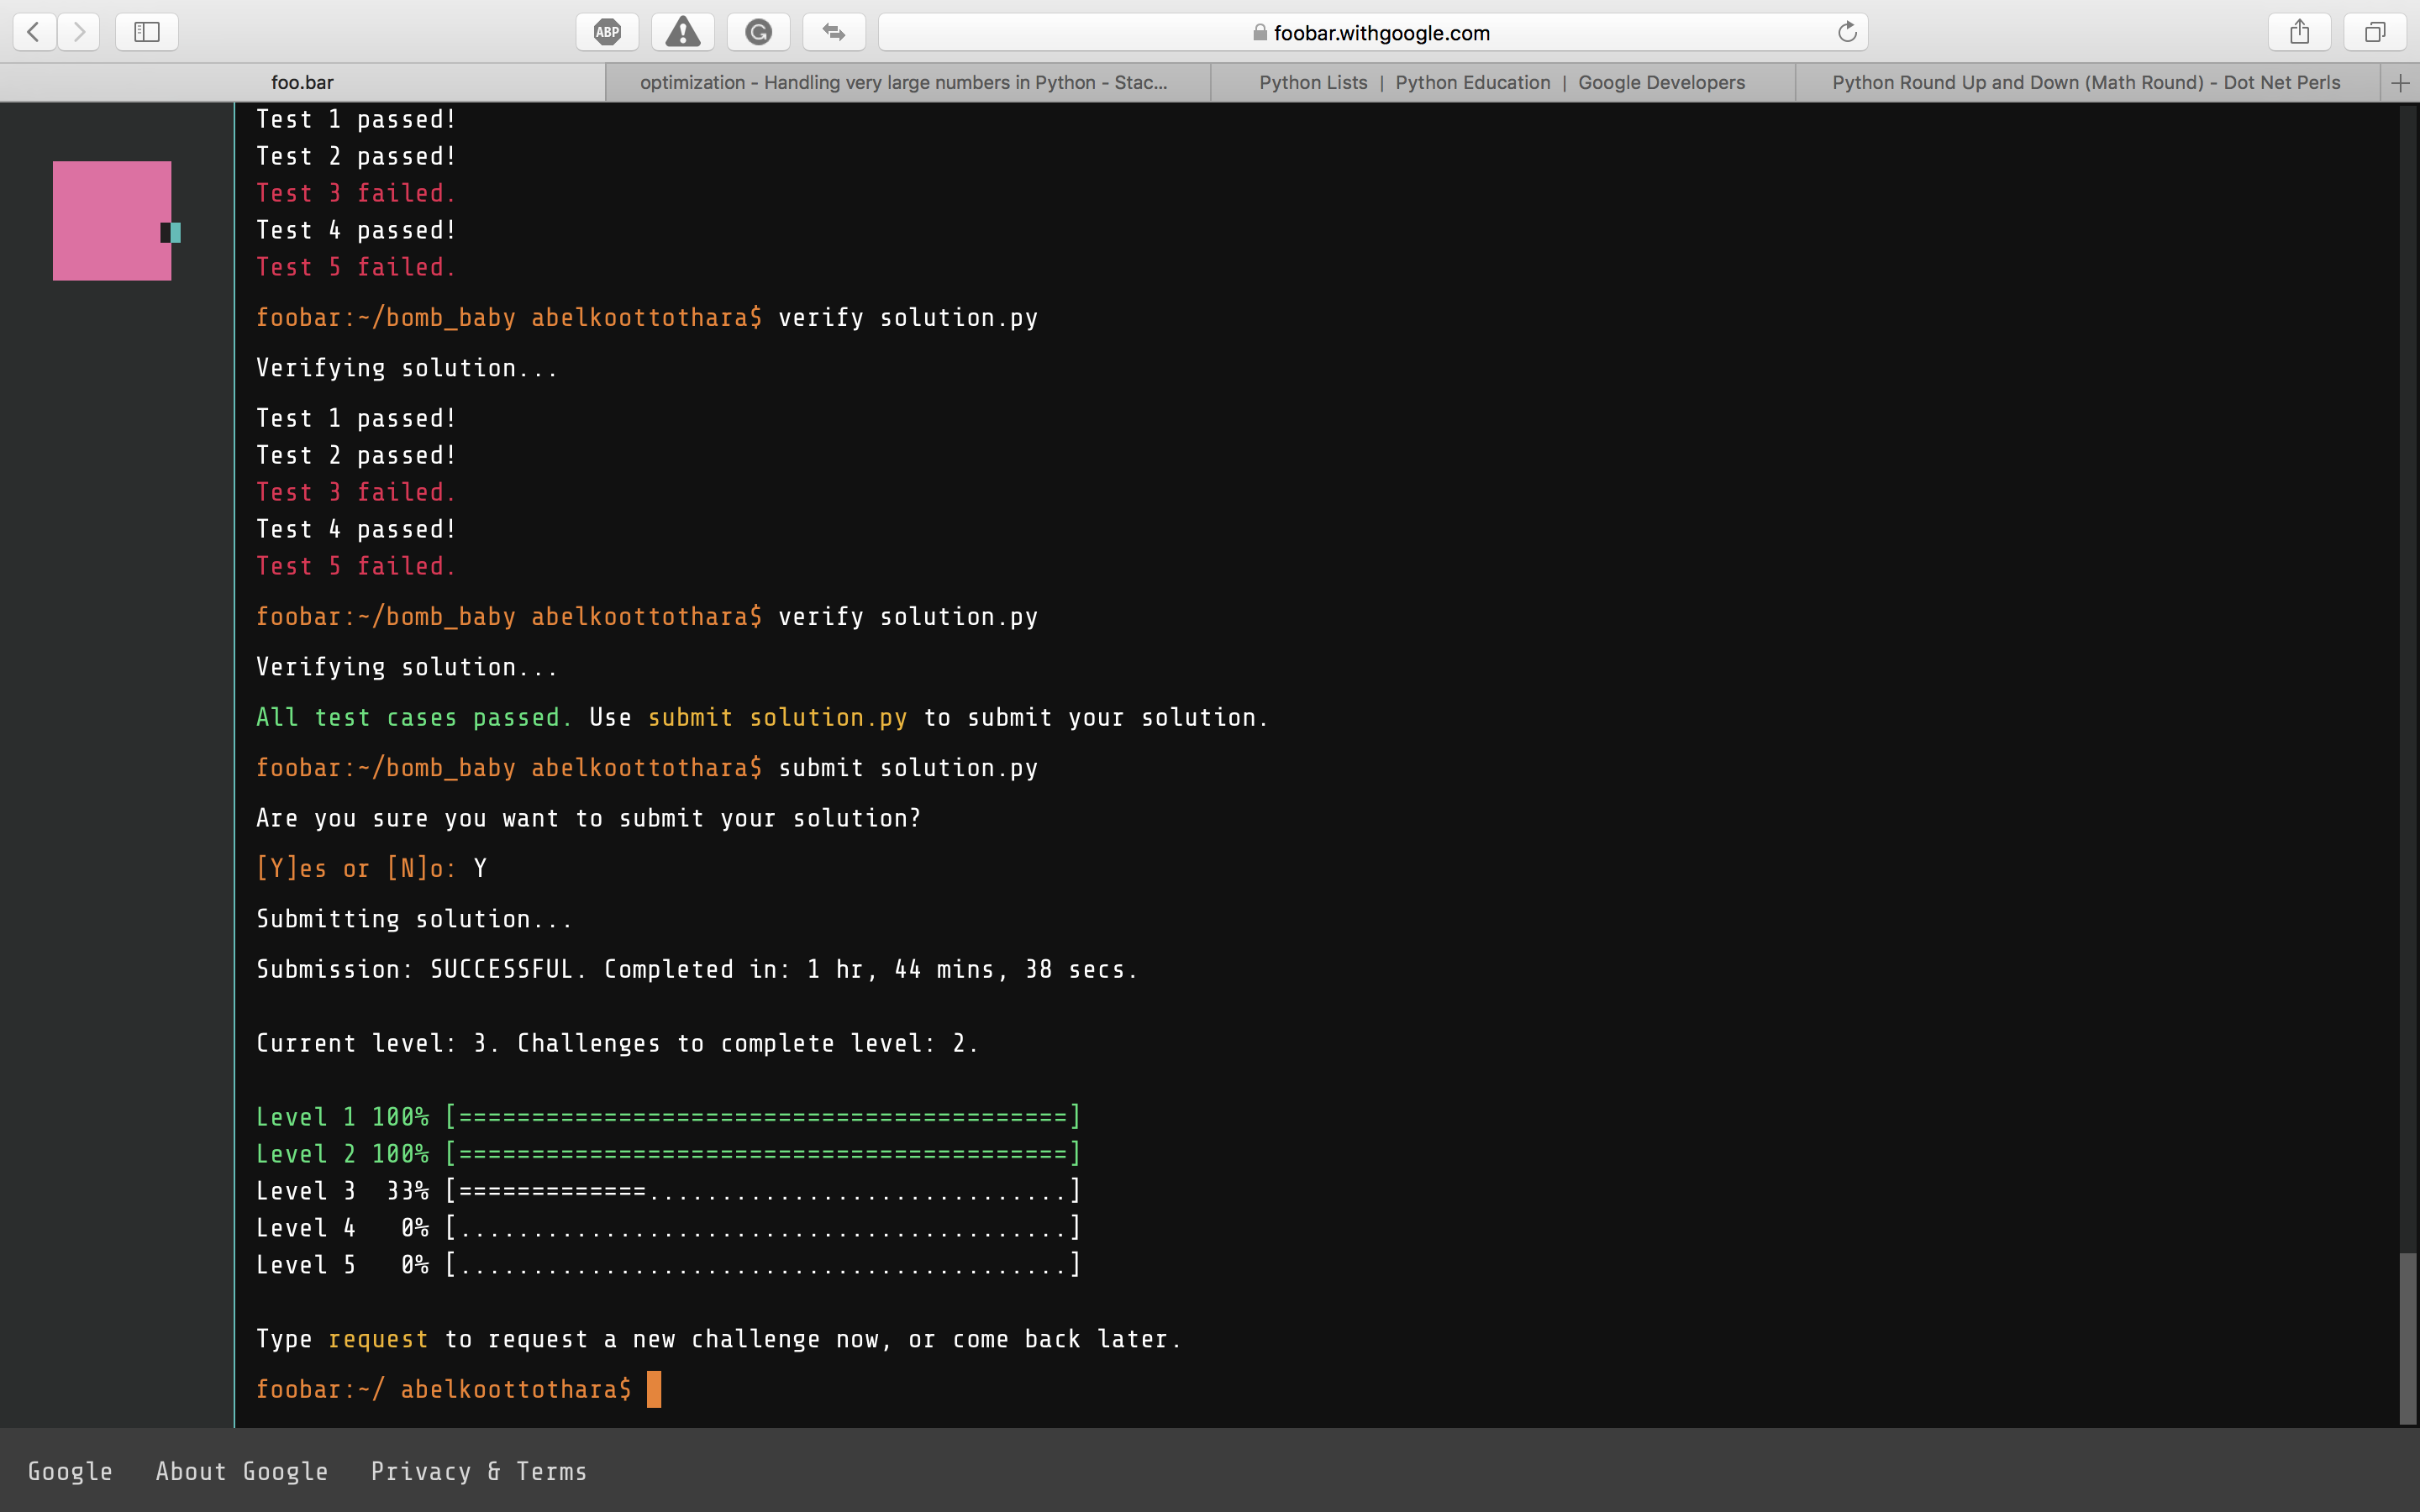 ABP
foobar.withgoogle.com
foo.bar
optimization - Handling very large numbers in Python - Stac...
Python Lists | Python Education | Google Developers
Python Round Up and Down (Math Round) - Dot Net Perls
Test 1 passed!
Test 2 passed!
Test 3 failed.
Test 4 passed!
Test 5 failed.
foobar:~/bomb_baby abelkoottothara$ verify solution.py
Verifying solution...
Test 1 passed!
Test 2 passed!
Test 3 failed.
Test 4 passed!
Test 5 failed.
foobar:~/bomb_baby abelkoottothara$ verify solution.py
Verifying solution...
All test cases passed. Use submit solution.py to submit your solution.
foobar:~/bomb_baby abelkoottothara$ submit solution.py
Are you sure you want to submit your solution?
[Y]es or [N]o: Y
Submitting solution...
Submission: SUCCESSFUL. Completed in: 1 hr, 44 mins, 38 secs.
Current level: 3. Challenges to complete level: 2.
Level 1 100% [==========================================]
Level 2 100% [==========================================]
Level 3  33% [=============.............................]
Level 4   0% [..........................................]
Level 5   0% [..........................................]
Type request to request a new challenge now, or come back later.
foobar:~/ abelkoottothara$
Google About Google Privacy & Terms